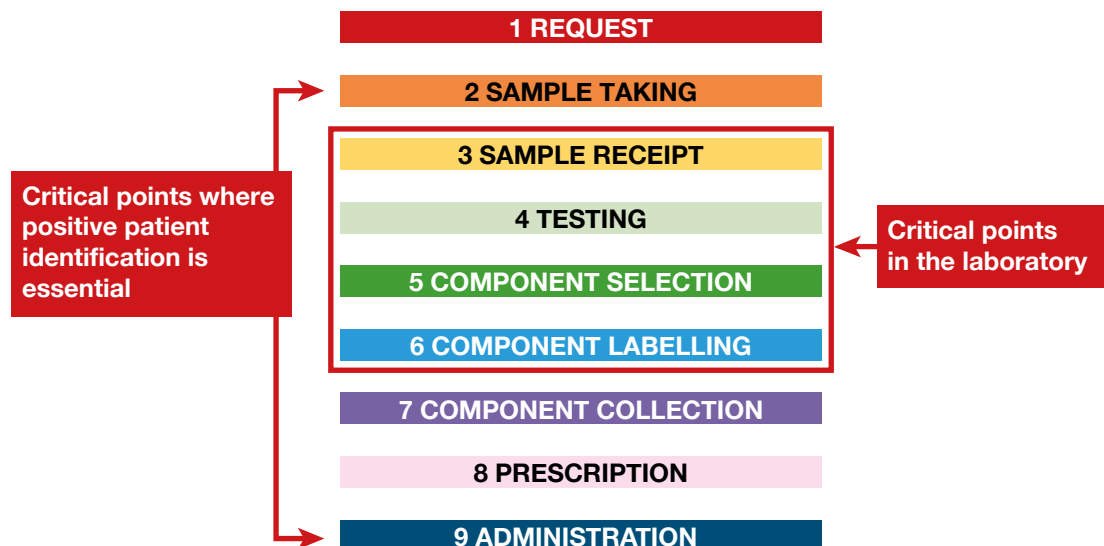 1 REQUEST
2 SAMPLE TAKING
3 SAMPLE RECEIPT
4 TESTING
5 COMPONENT SELECTION
6 COMPONENT LABELLING
7 COMPONENT COLLECTION
8 PRESCRIPTION
9 ADMINISTRATION
Critical points where
positive patient
identification is
essential
Critical points
in the laboratory